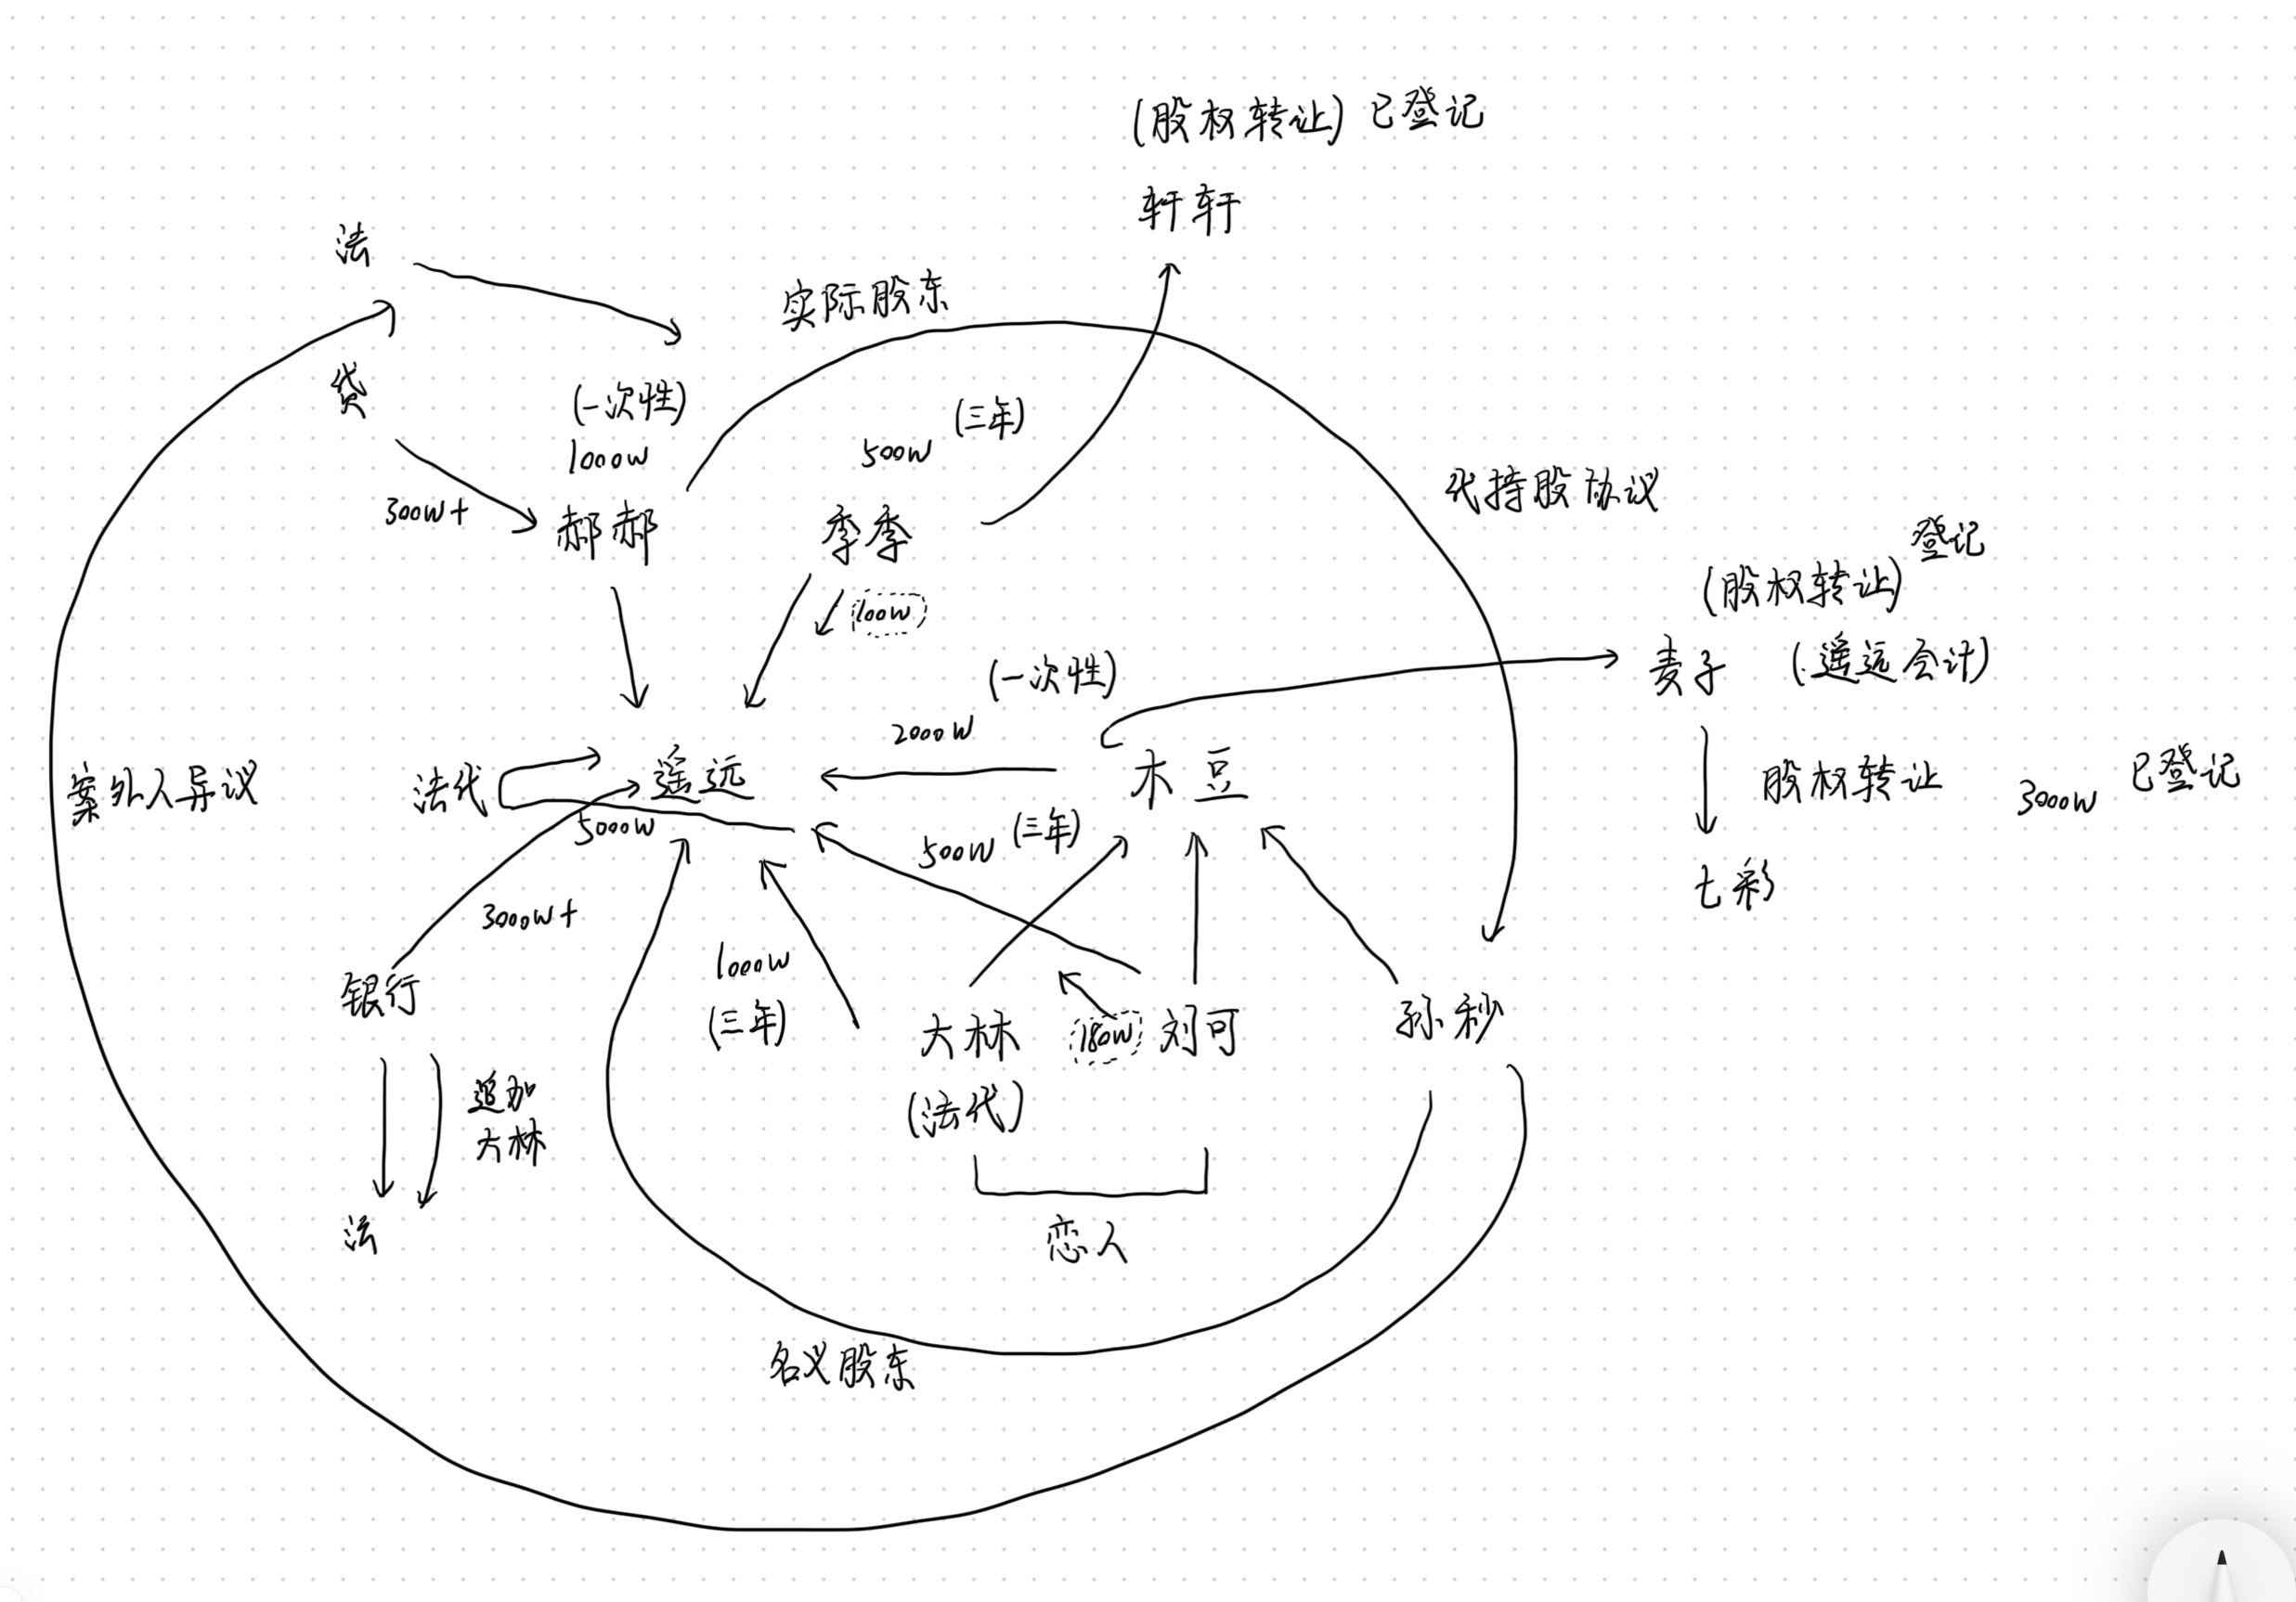 (股权转让) 已登记
轩轩
法
实际股东
贷
(一次性)
1000w
500w (三年)
300w+
郝郝
季季
代持股协议
登记
(股权转让)
100w
麦子 (遥远会计)
(一次性)
2000w
案外人异议
法代
遥远
木豆
股权转让 3000w 已登记
5000w
500w (三年)
七彩
3000w+
1000w
(三年)
银行
大林
180w
刘可
孙秒
(法代)
追加
大林
法
恋人
名义股东